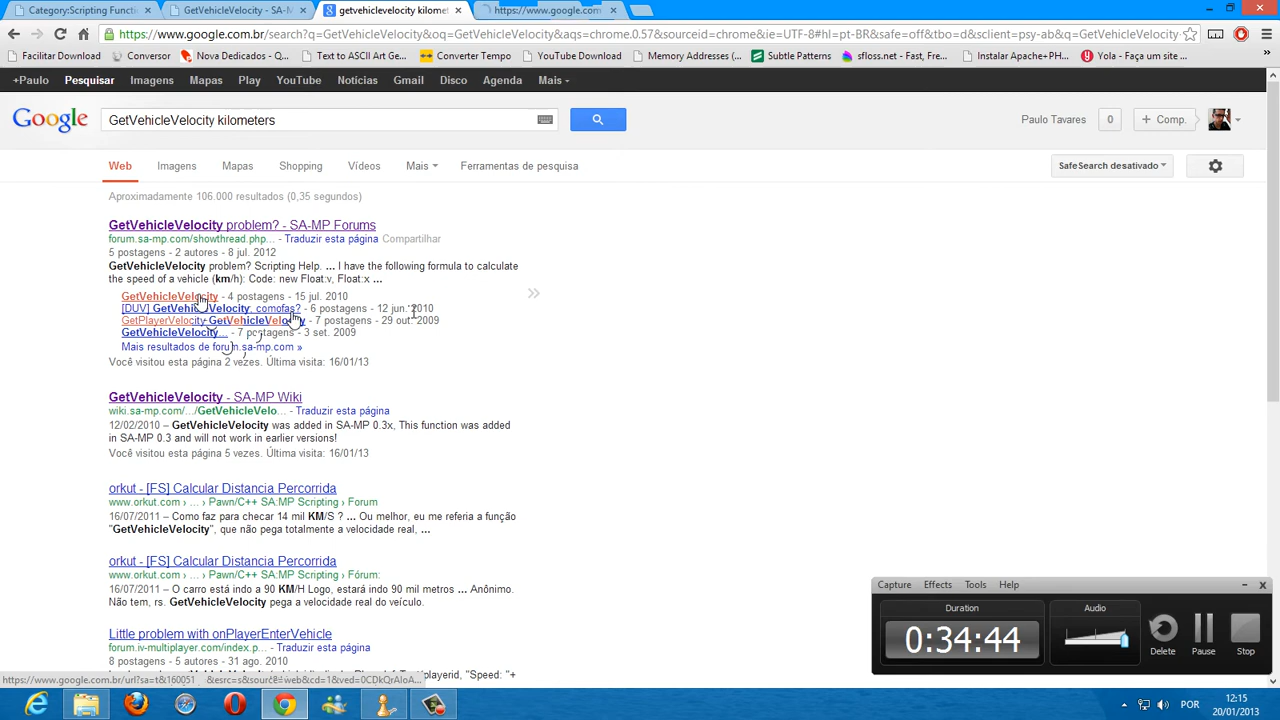 Category:Scripting Functi
GetVehicleVelocity - SA-M
getvehiclevelocity kilomet
https://www.google.com
https://www.google.com.br/search?q=GetVehicleVelocity&oq=GetVehicleVelocity&aqs=chrome.0.57&sourceid=chrome&ie=UTF-8#hl=pt-BR&safe=off&tbo=d&sclient=psy-ab&q=GetVehicleVelocity
Facilitar Download
Conversor
Novos Downloads - Q...
Text to ASCII Art Ge...
Converter Tempo
YouTube Download
Memory Addresses (...
Subtle Patterns
sfloss.net - Fast, Free...
Instalar Apache+PH...
Yola - Faça um site ...
»
+Paulo Pesquisar Imagens Mapas Play YouTube Notícias Gmail Disco Agenda Mais
Google
GetVehicleVelocity kilometers
Paulo Tavares
0
+ Comp.
Web Imagens Mapas Shopping Vídeos Mais Ferramentas de pesquisa
SafeSearch desativado
Aproximadamente 106.000 resultados (0,35 segundos)
GetVehicleVelocity problem? - SA-MP Forums
forum.sa-mp.com/showthread.php... - Traduzir esta página Compartilhar
5 postagens - 2 autores - 8 jul. 2012
GetVehicleVelocity problem? Scripting Help. ... I have the following formula to calculate
the speed of a vehicle (km/h): Code: new Float:v, Float:x ...
GetVehicleVelocity - 4 postagens - 15 jul. 2010
[DUV] GetVehicleVelocity, comofas? - 6 postagens - 12 jun. 2010
GetPlayerVelocity-GetVehicleVelocity - 7 postagens - 29 out. 2009
GetVehicleVelocity... - 7 postagens - 3 set. 2009
Mais resultados de forum.sa-mp.com »
Você visitou esta página 2 vezes. Última visita: 16/01/13
GetVehicleVelocity - SA-MP Wiki
wiki.sa-mp.com/.../GetVehicleVelo... - Traduzir esta página
12/02/2010 – GetVehicleVelocity was added in SA-MP 0.3x, This function was added
in SA-MP 0.3 and will not work in earlier versions!
Você visitou esta página 5 vezes. Última visita: 16/01/13
orkut - [FS] Calcular Distancia Percorrida
www.orkut.com › ... › Pawn/C++ SA:MP Scripting › Forum
16/07/2011 – Como faz para checar 14 mil KM/S ? ... Ou melhor, eu me referia a função
"GetVehicleVelocity", que não pega totalmente a velocidade real, ...
orkut - [FS] Calcular Distancia Percorrida
www.orkut.com › ... › Pawn/C++ SA:MP Scripting › Fórum:
16/07/2011 – O carro está indo a 90 KM/H Logo, estará indo 90 mil metros ... Anônimo.
Não tem, rs. GetVehicleVelocity pega a velocidade real do veículo.
Little problem with onPlayerEnterVehicle
forum.iv-multiplayer.com/index.p... - Traduzir esta página
8 postagens - 5 autores - 31 ago. 2010
Capture Effects Tools Help
Duration
0:34:44
Audio
Delete
Pause
Stop
POR
12:15
20/01/2013